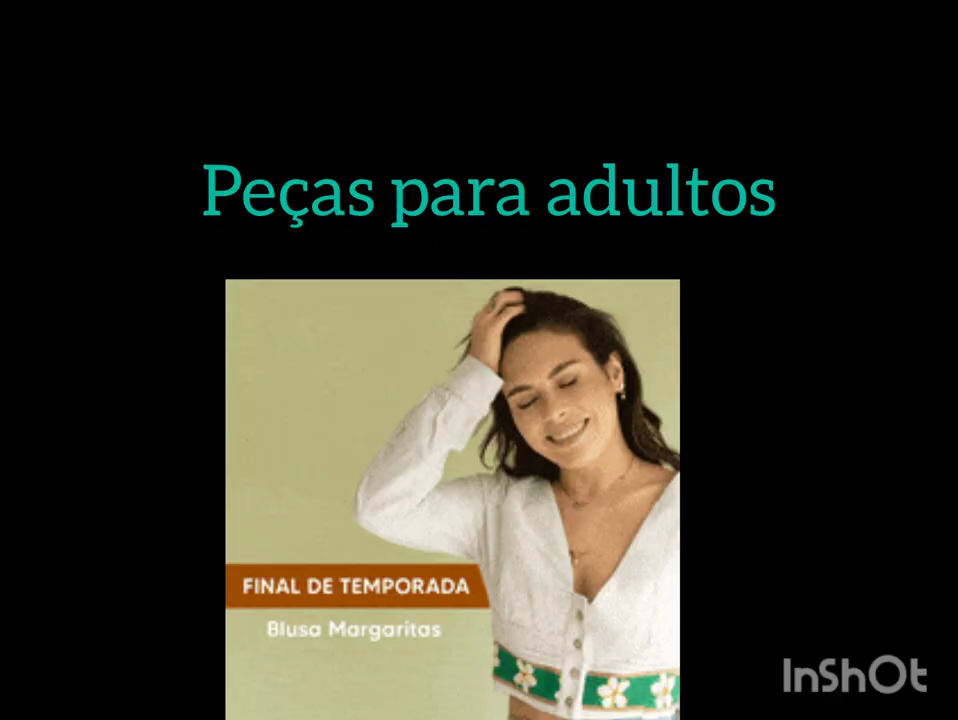 Peças para adultos
FINAL DE TEMPORADA
Blusa Margaritas
InShOt